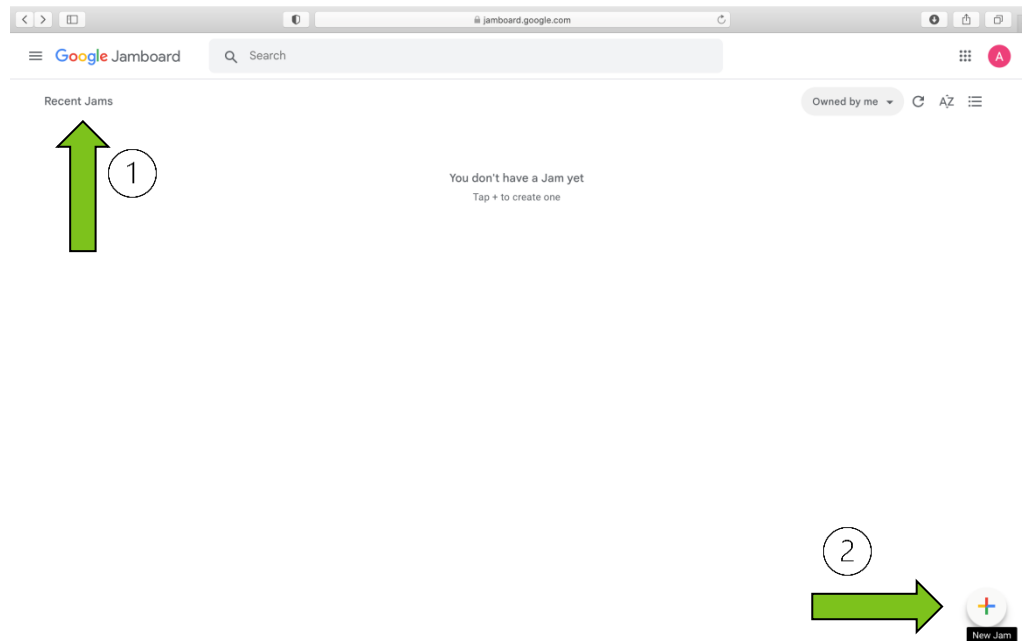 jamboard.google.com
Google Jamboard
Search
A
Recent Jams
Owned by me
AZ
1
You don't have a Jam yet
Tap + to create one
2
New Jam